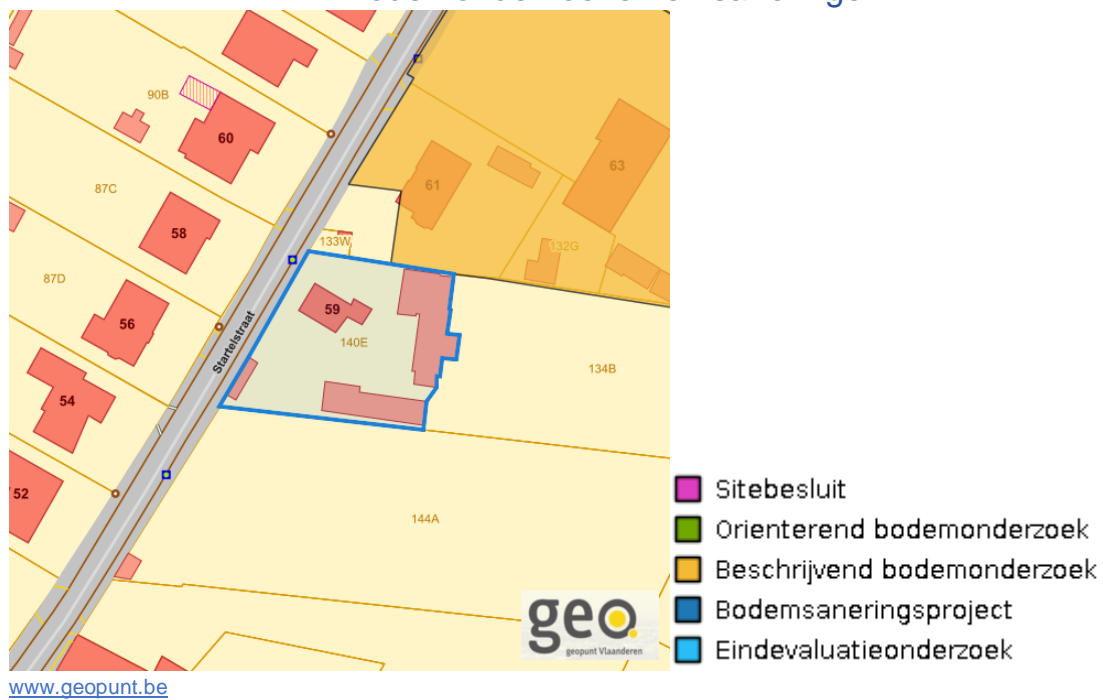 90B
60
87C
61
63
58
133W
132G
87D
59
56
140E
Startelstraat
134B
54
52
144A
geo.
geopunt Vlaanderen
Sitebesluit
Orienterend bodemonderzoek
Beschrijvend bodemonderzoek
Bodemsaneringsproject
Eindevaluatieonderzoek
www.geopunt.be